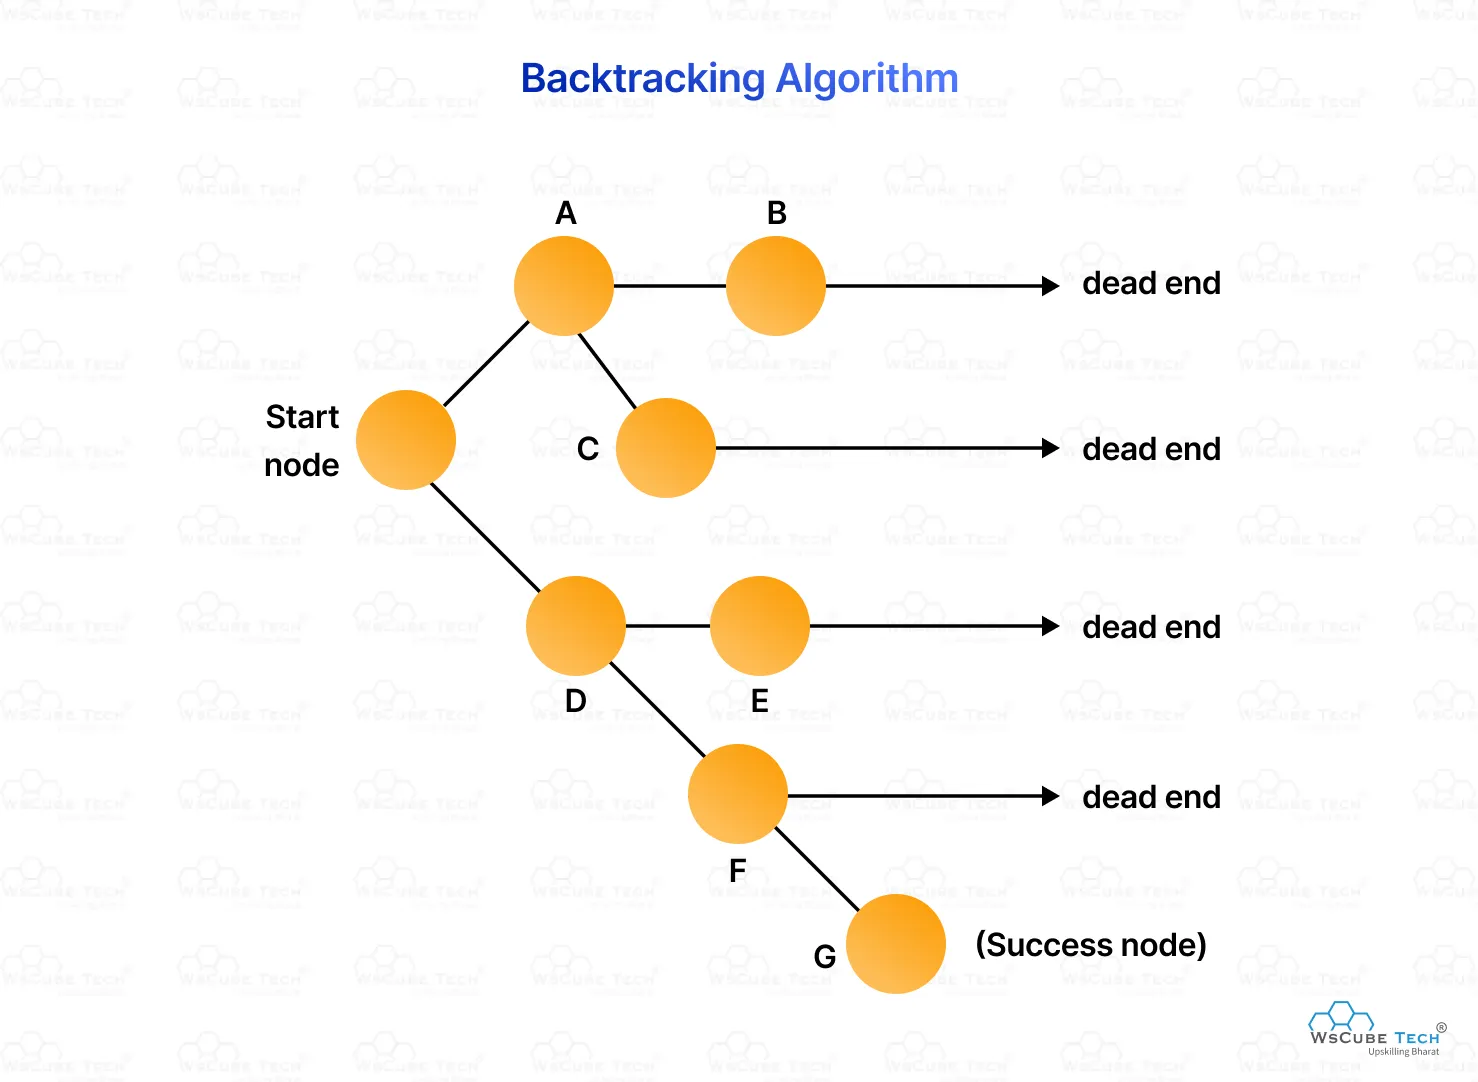 Backtracking Algorithm
A
B
dead end
Start
node
C
dead end
D
E
dead end
F
dead end
G
(Success node)
WsCube Tech®
Upskilling Bharat